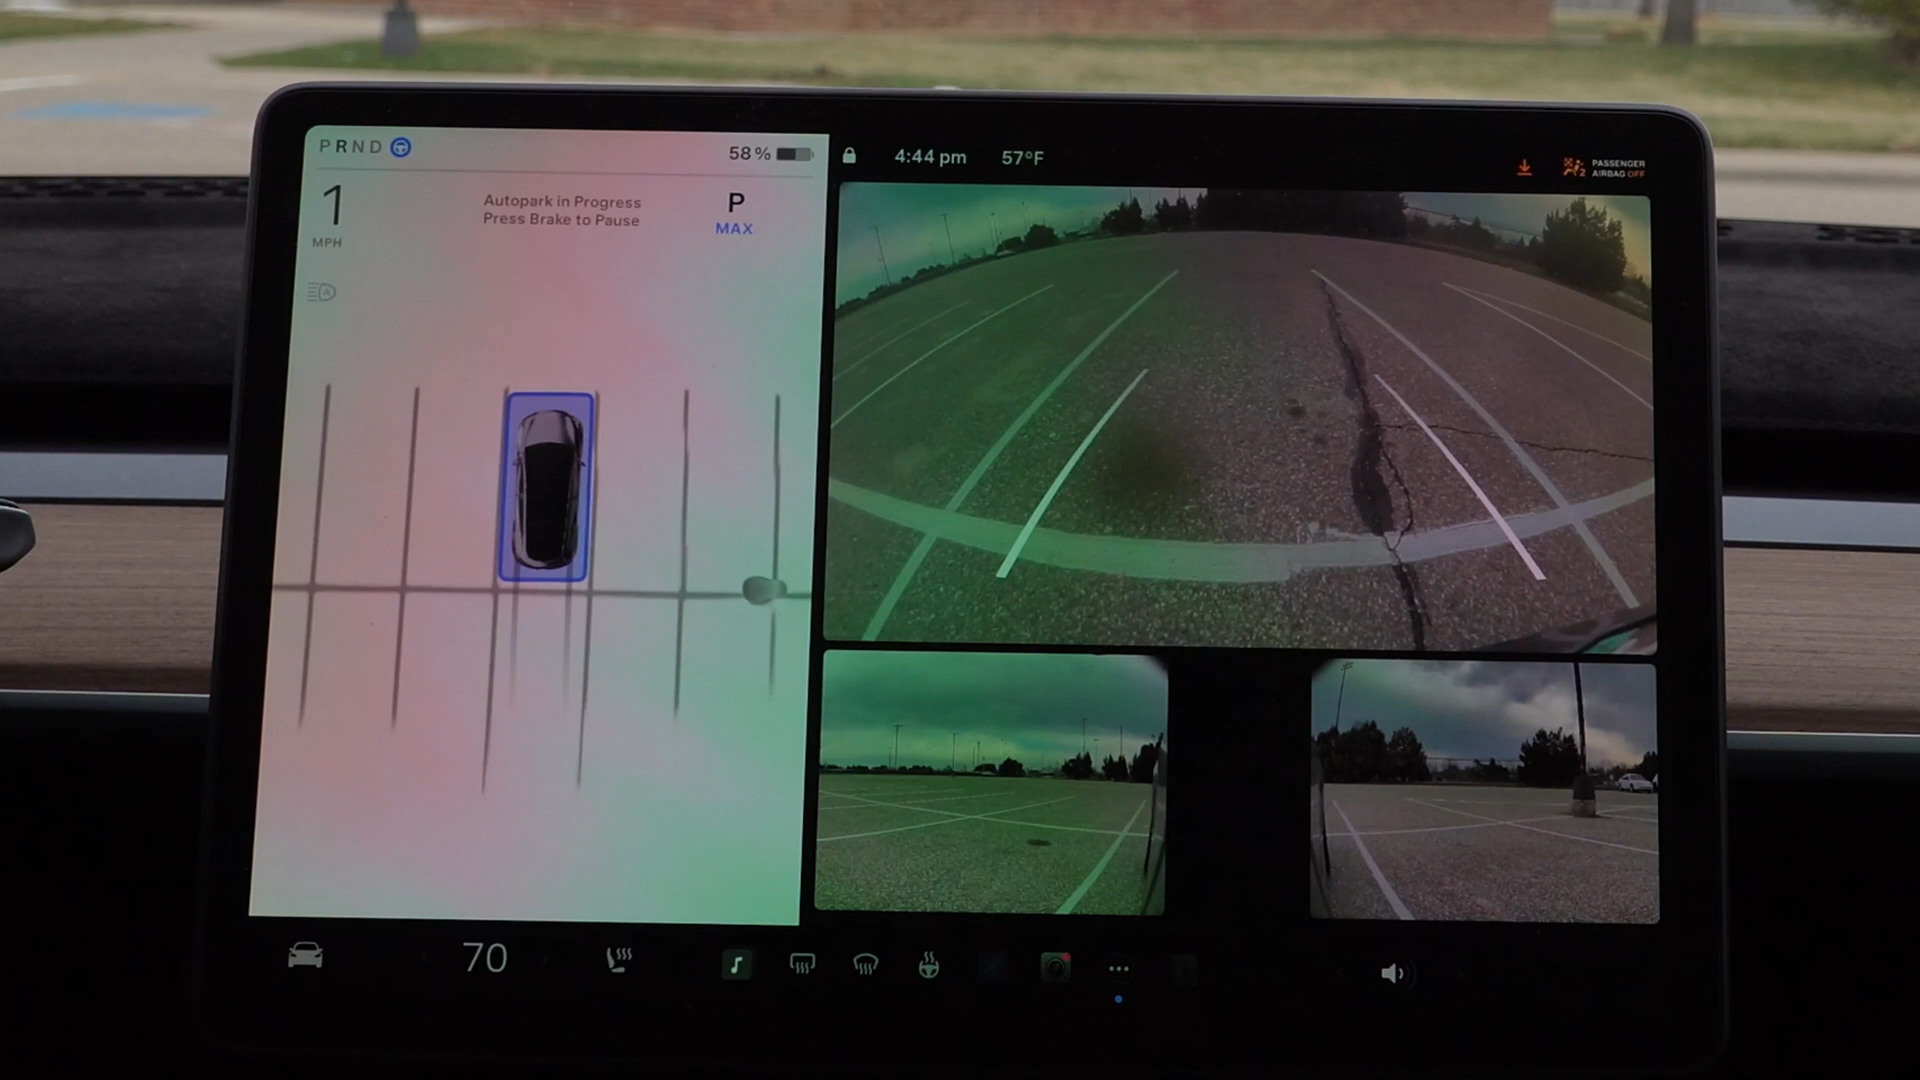 PRND
58 %
4:44 pm
57°F
PASSENGER
AIRBAG OFF
1
MPH
Autopark in Progress
Press Brake to Pause
P
MAX
70